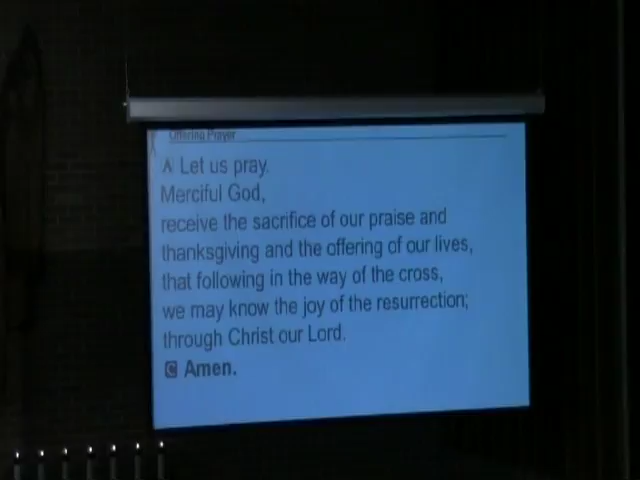 Offering Prayer
A Let us pray.
Merciful God,
receive the sacrifice of our praise and
thanksgiving and the offering of our lives,
that following in the way of the cross,
we may know the joy of the resurrection;
through Christ our Lord.
C Amen.